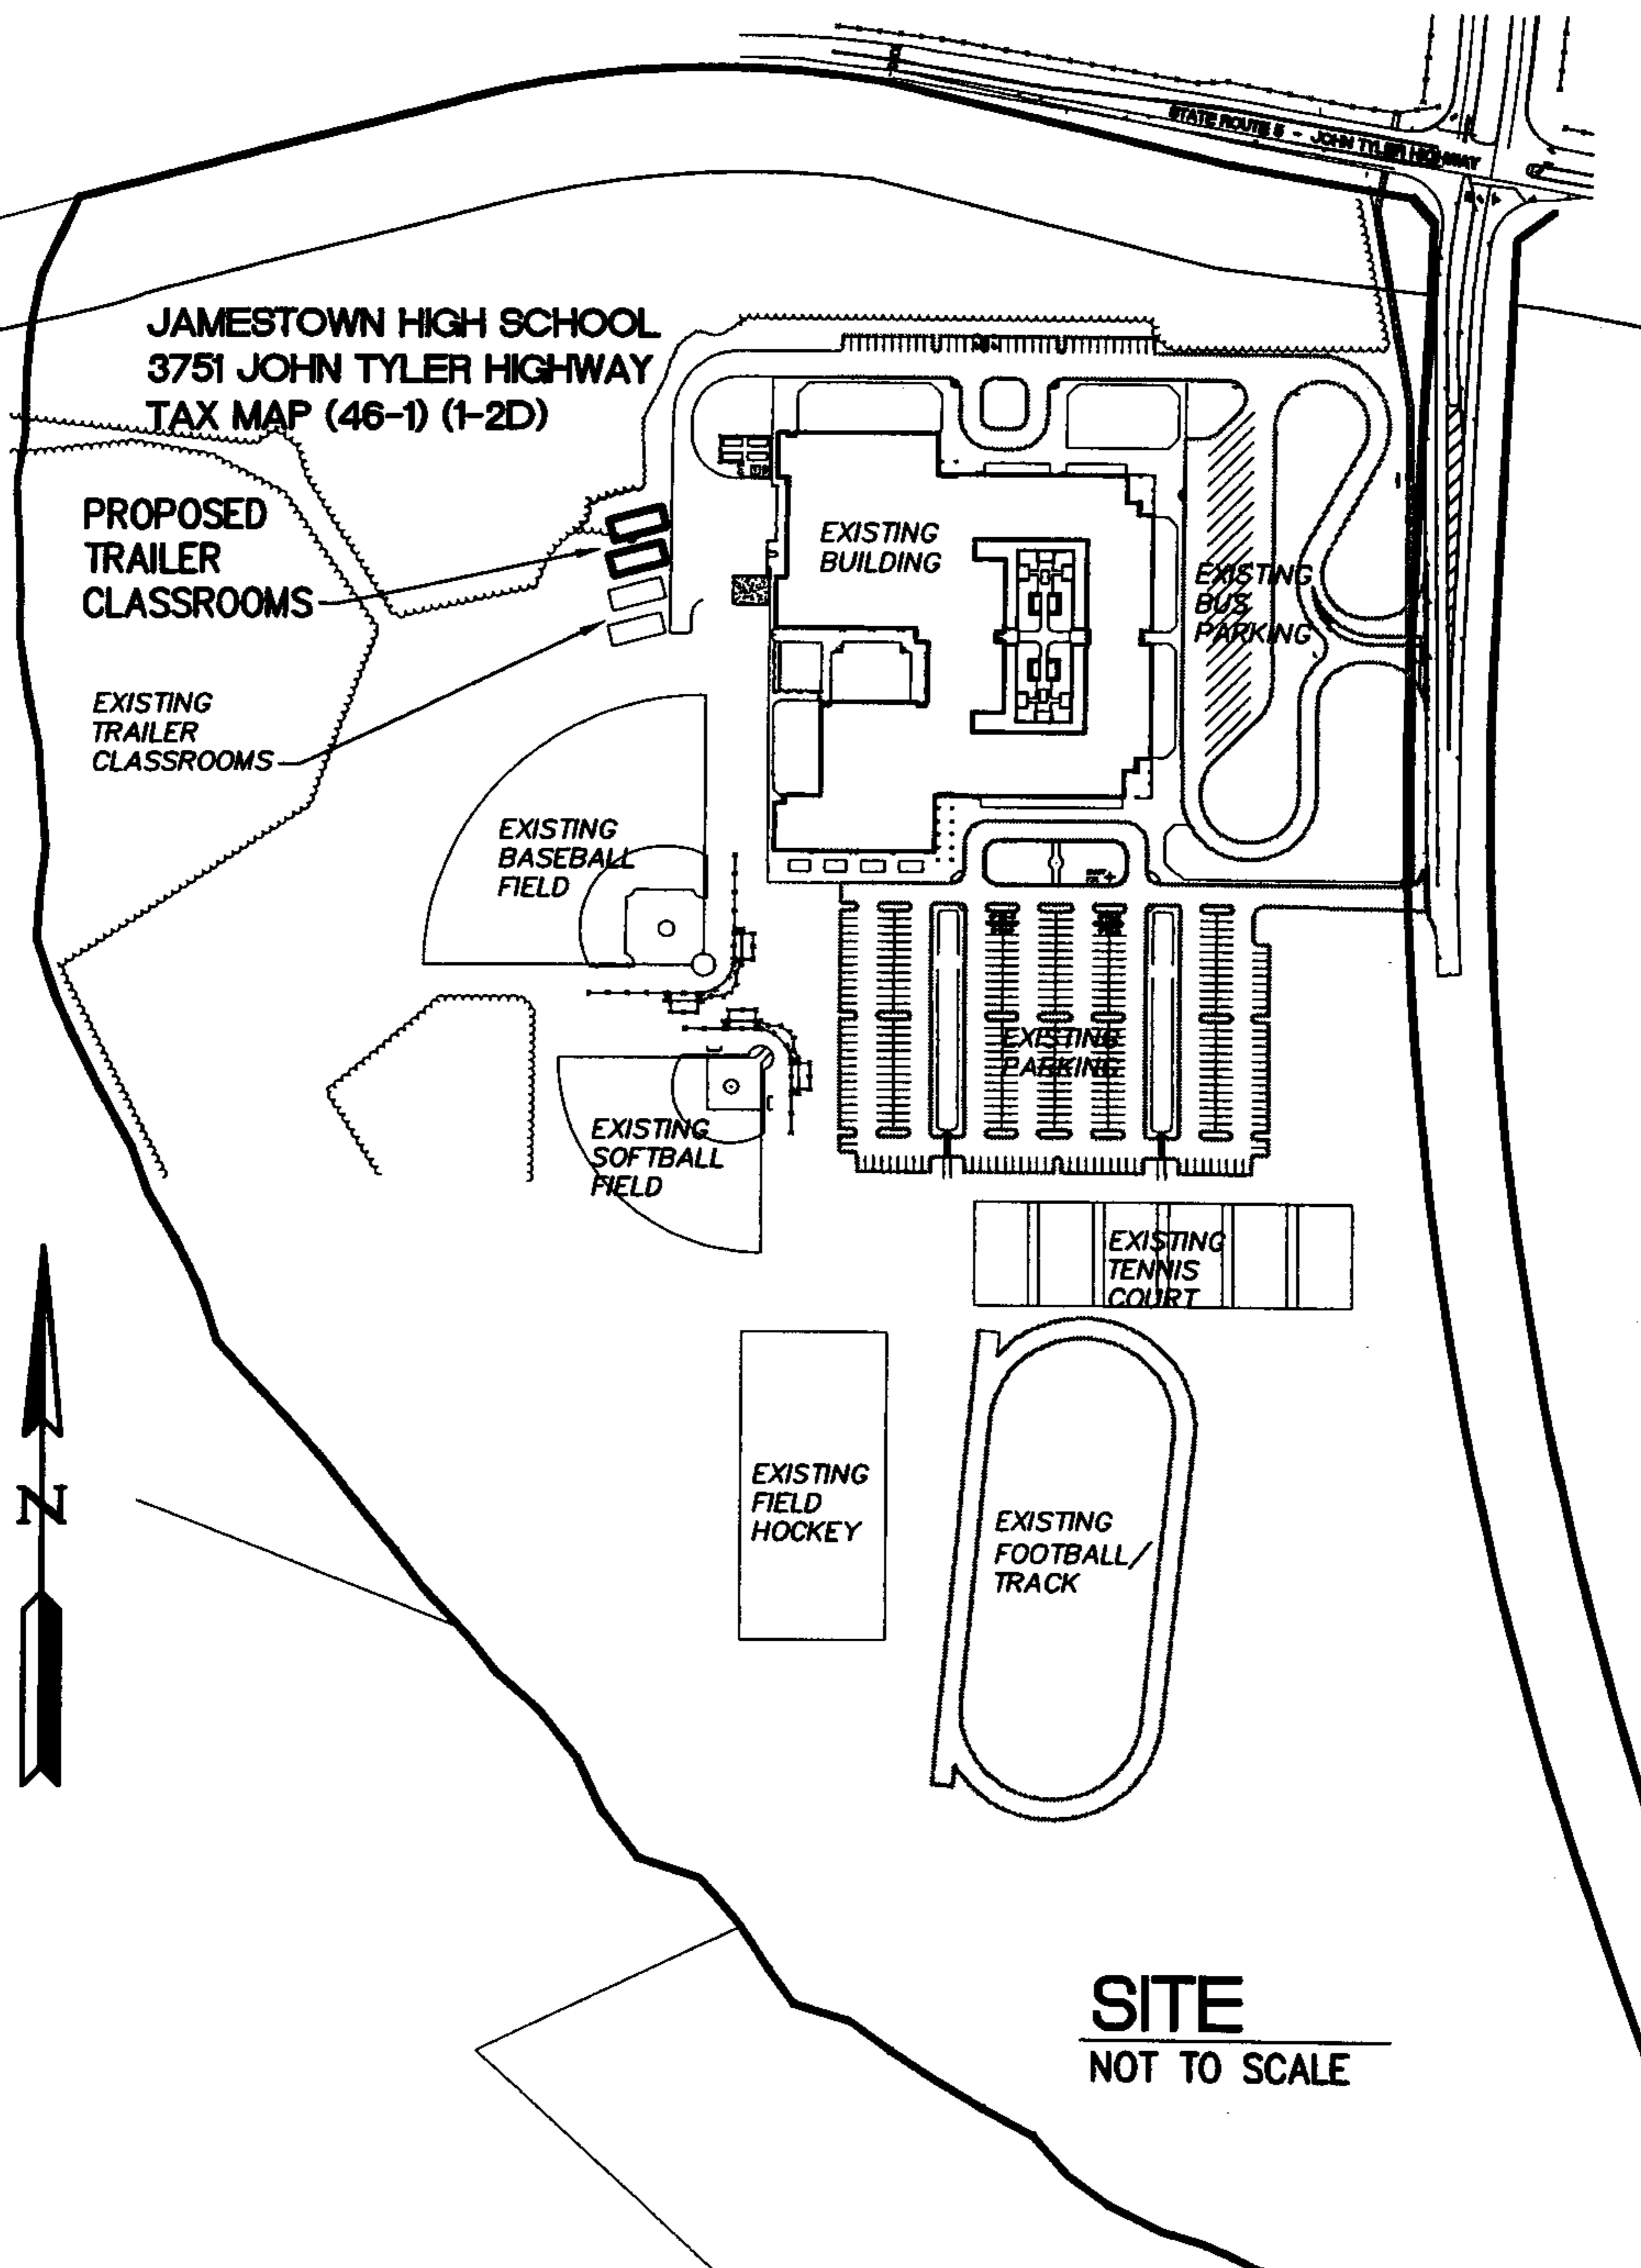 STATE ROUTE 5 - JOHN TYLER HIGHWAY
JAMESTOWN HIGH SCHOOL
3751 JOHN TYLER HIGHWAY
TAX MAP (46-1) (1-2D)
PROPOSED
TRAILER
CLASSROOMS
EXISTING
BUILDING
EXISTING
BUS
PARKING
EXISTING
TRAILER
CLASSROOMS
EXISTING
BASEBALL
FIELD
EXISTING
PARKING
EXISTING
SOFTBALL
FIELD
EXISTING
TENNIS
COURT
EXISTING
FIELD
HOCKEY
EXISTING
FOOTBALL/
TRACK
N
SITE
NOT TO SCALE